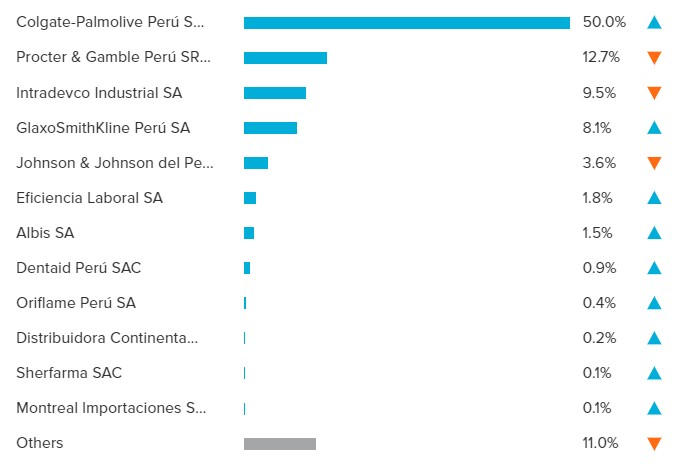 Colgate-Palmolive Perú S... 50.0%
Procter & Gamble Perú SR... 12.7%
Intradevco Industrial SA 9.5%
GlaxoSmithKline Perú SA 8.1%
Johnson & Johnson del Pe... 3.6%
Eficiencia Laboral SA 1.8%
Albis SA 1.5%
Dentaid Perú SAC 0.9%
Oriflame Perú SA 0.4%
Distribuidora Continenta... 0.2%
Sherfarma SAC 0.1%
Montreal Importaciones S... 0.1%
Others 11.0%